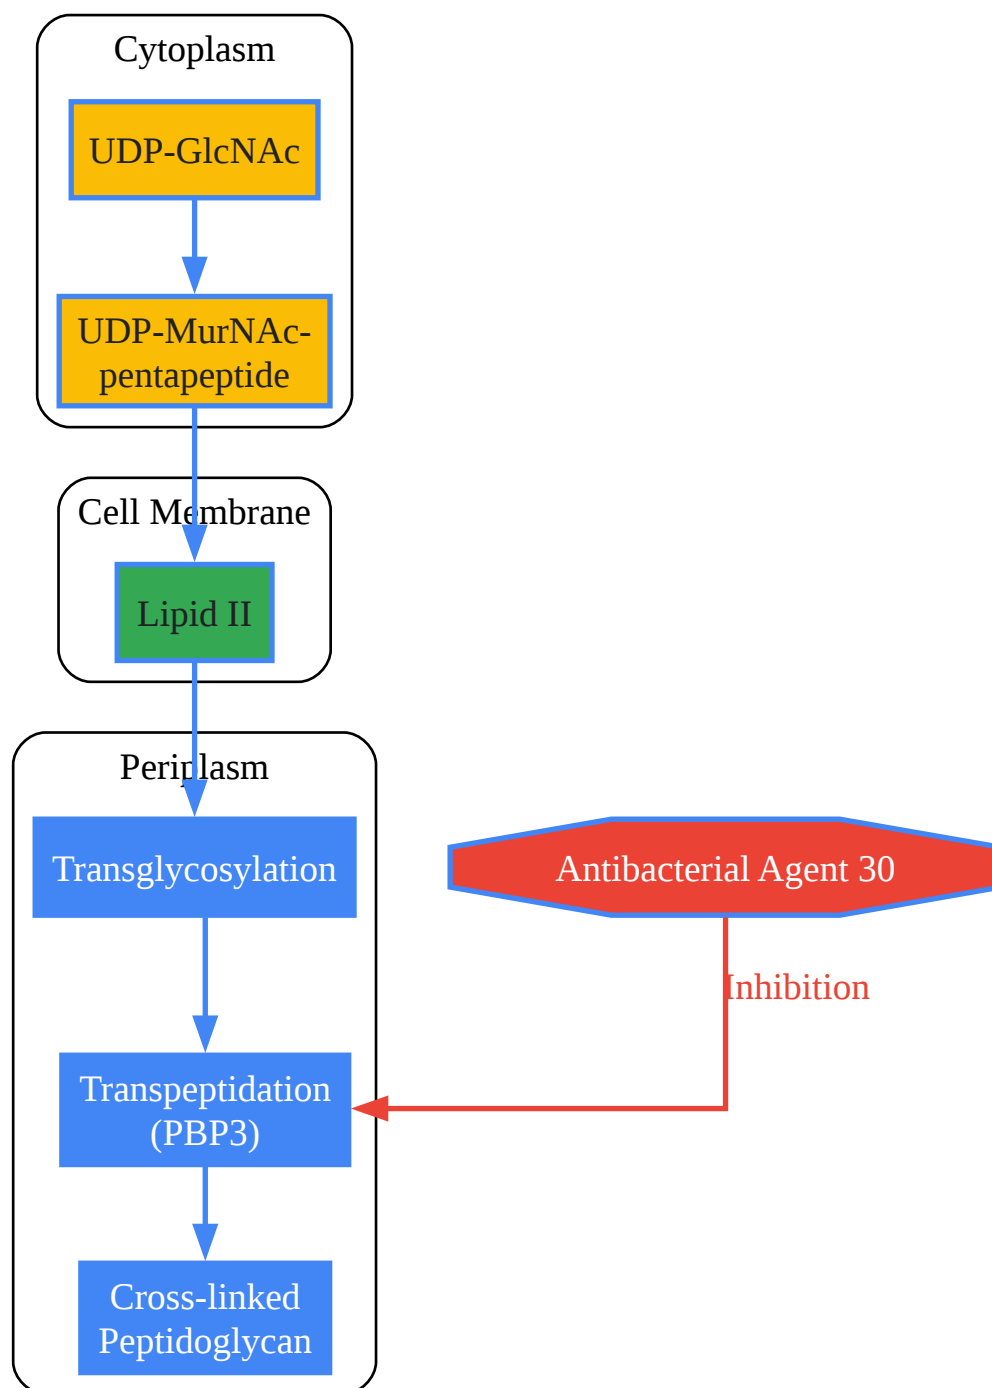 Cytoplasm
UDP-GlcNAc
UDP-MurNAc-
pentapeptide
Cell Membrane
Lipid II
Periplasm
Transglycosylation
Antibacterial Agent 30
Inhibition
Transpeptidation
(PBP3)
Cross-linked
Peptidoglycan